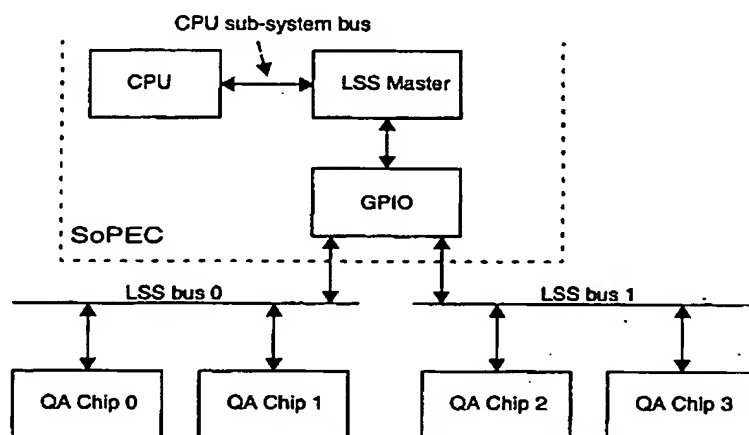 CPU sub-system bus
CPU
LSS Master
GPIO
SoPEC
LSS bus 0
LSS bus 1
QA Chip 0
QA Chip 1
QA Chip 2
QA Chip 3